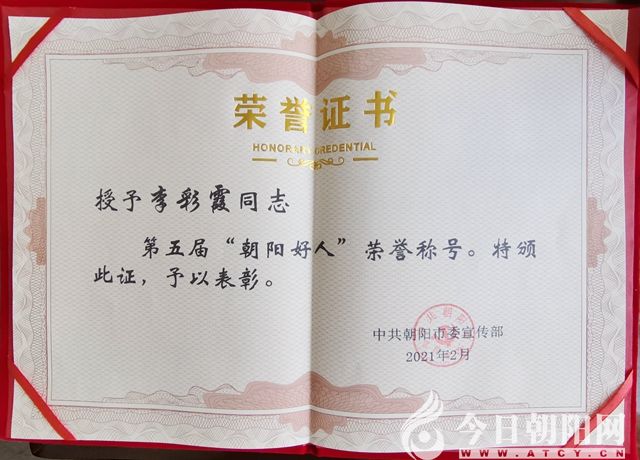 荣誉证书
HONORARY CREDENTIAL
授予李彩霞同志
第五届“朝阳好人”荣誉称号。特颁
此证，予以表彰。
中共朝阳市委宣传部
2021年2月
今日朝阳网
WWW.ATCY.CN